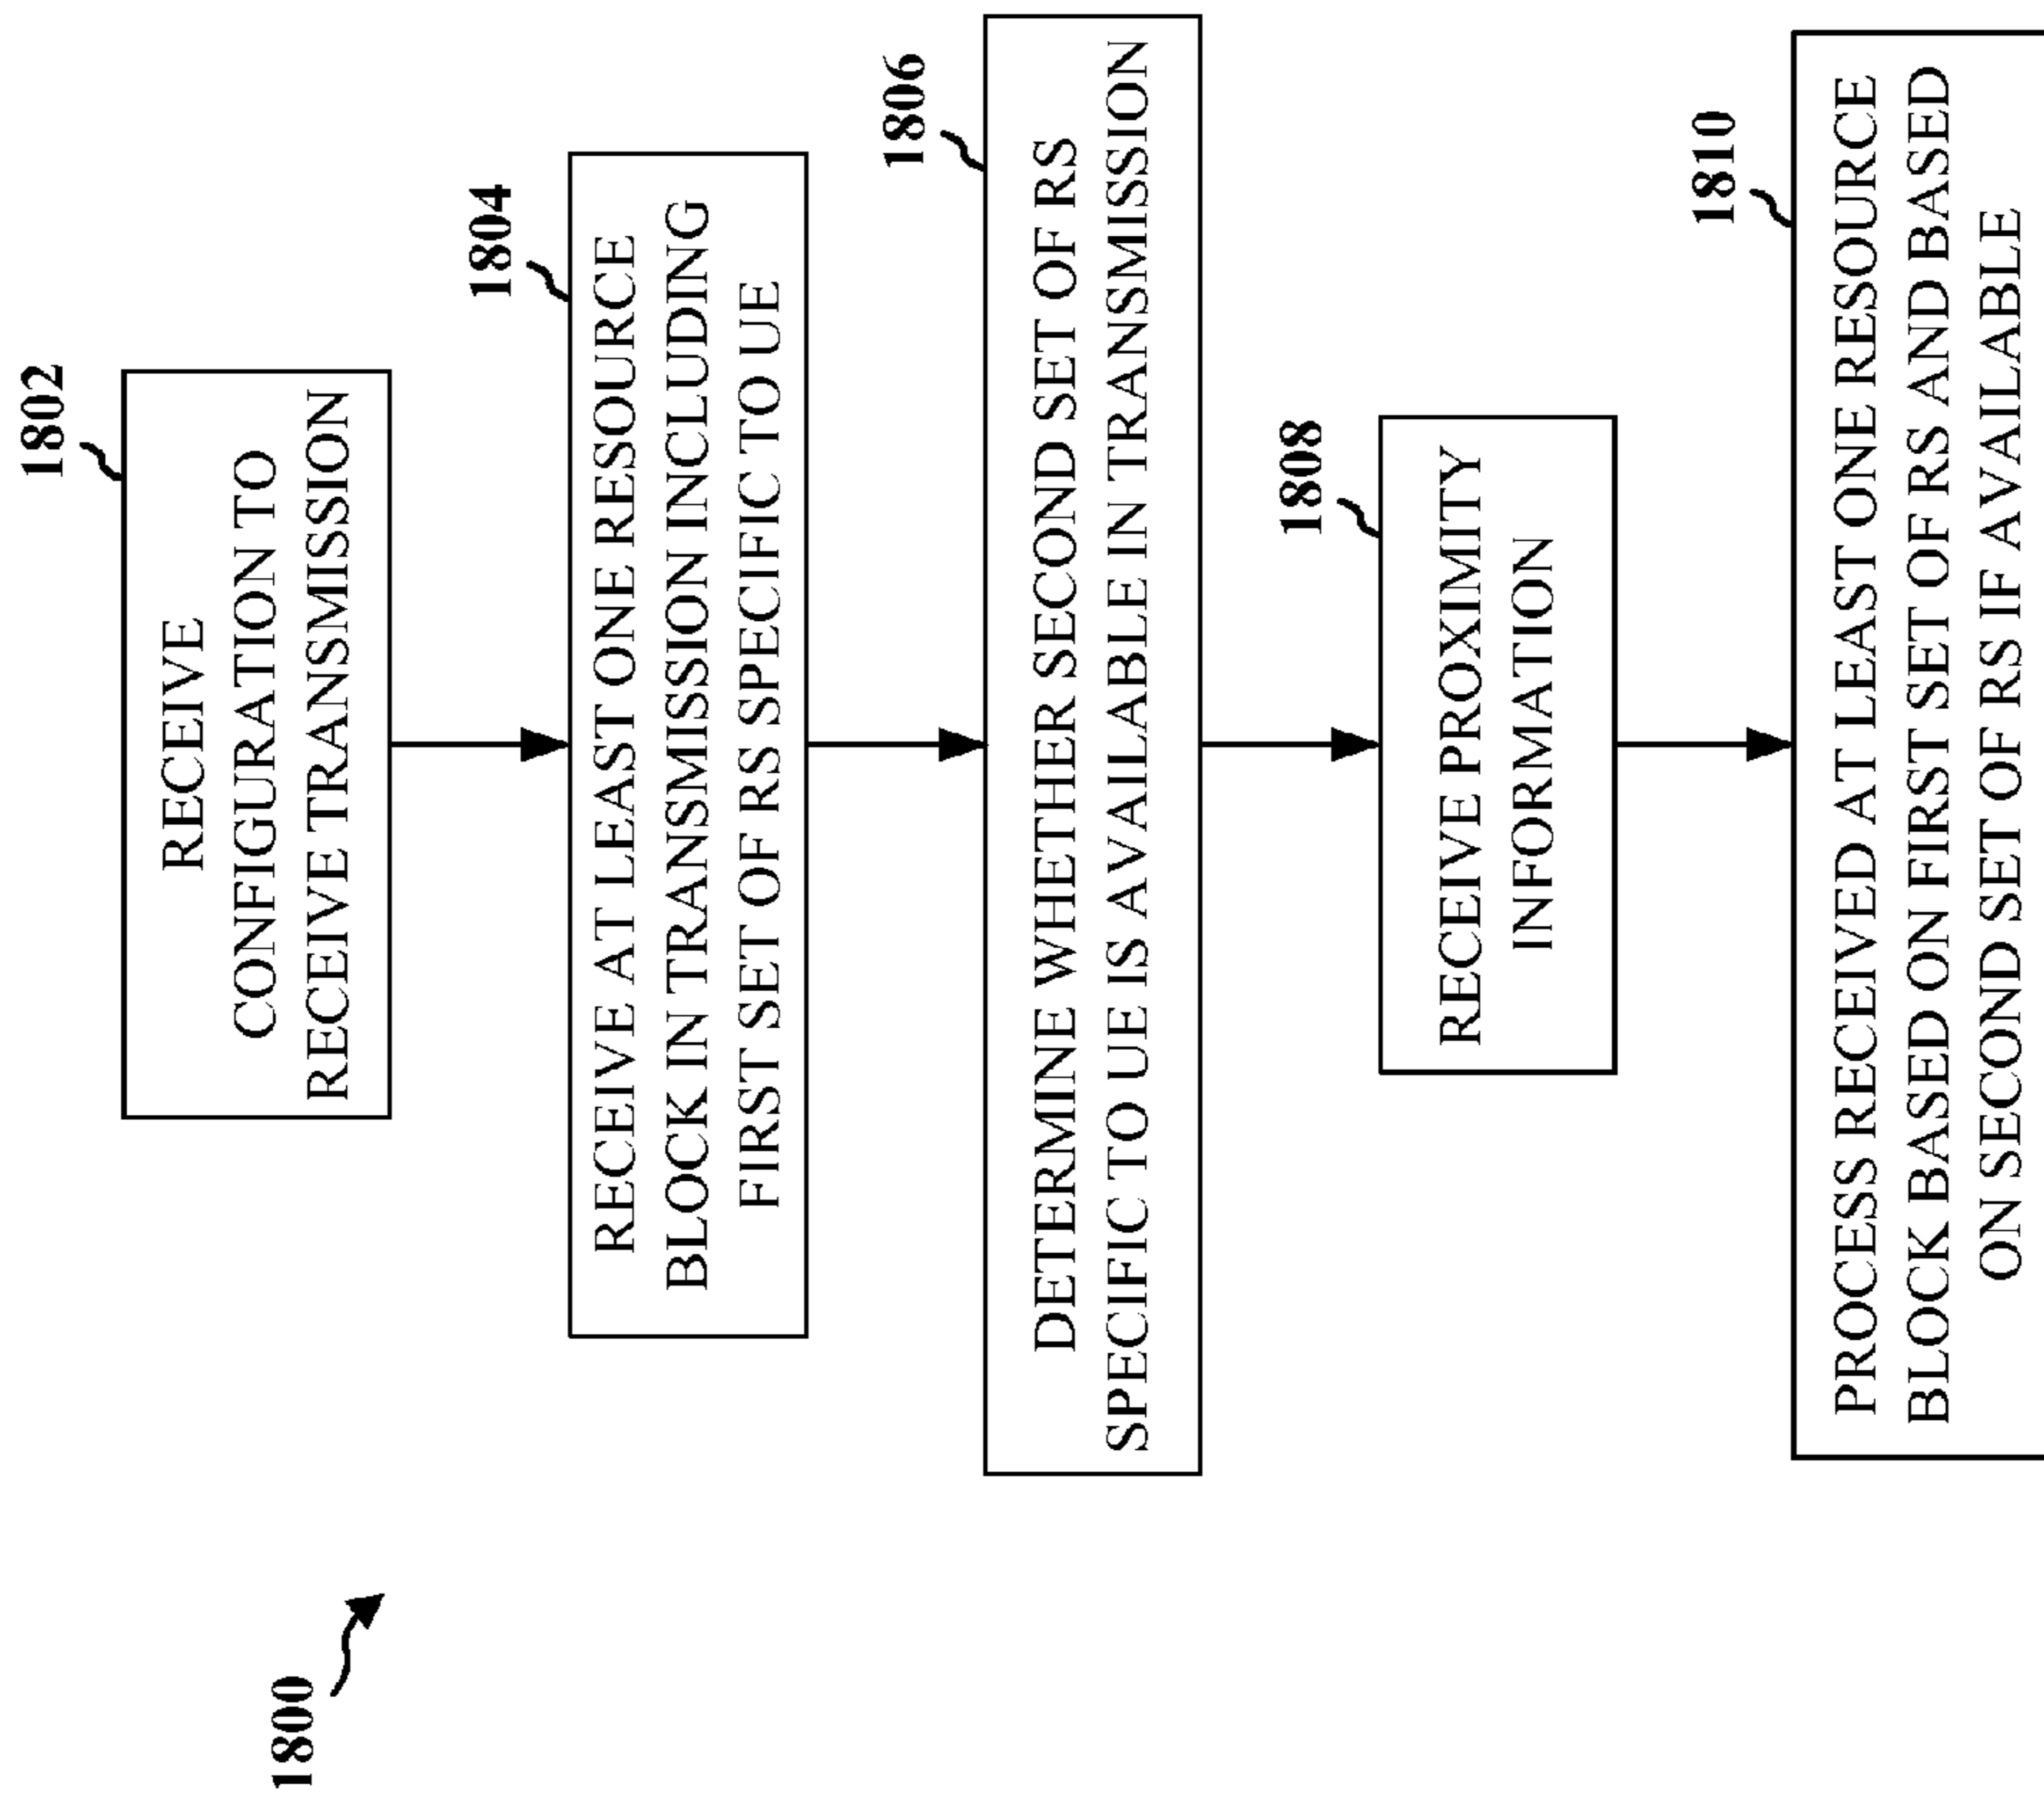 1800
1802
RECEIVE
CONFIGURATION TO
RECEIVE TRANSMISSION
1804
RECEIVE AT LEAST ONE RESOURCE
BLOCK IN TRANSMISSION INCLUDING
FIRST SET OF RS SPECIFIC TO UE
1806
DETERMINE WHETHER SECOND SET OF RS
SPECIFIC TO UE IS AVAILABLE IN TRANSMISSION
1808
RECEIVE PROXIMITY
INFORMATION
1810
PROCESS RECEIVED AT LEAST ONE RESOURCE
BLOCK BASED ON FIRST SET OF RS AND BASED
ON SECOND SET OF RS IF AVAILABLE